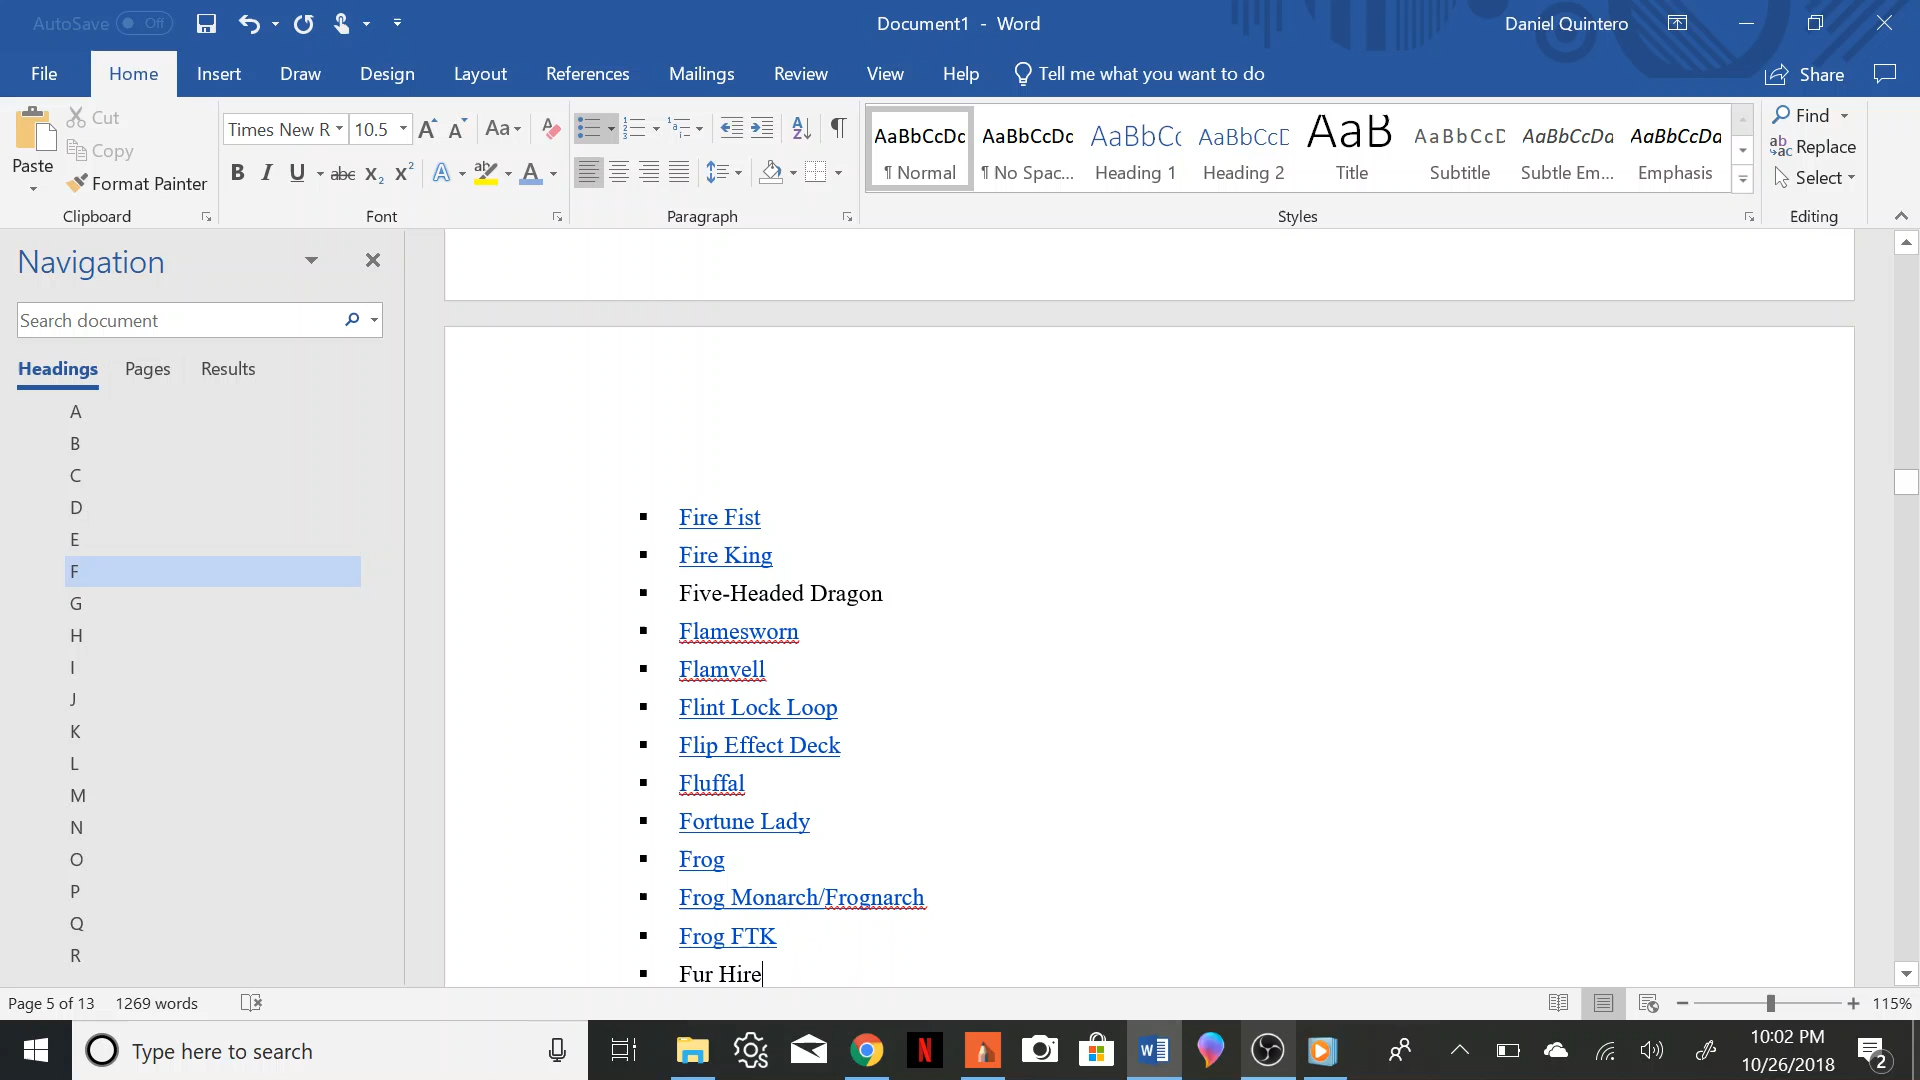 AutoSave Off
Document1 - Word
Daniel Quintero
File Home Insert Draw Design Layout References Mailings Review View Help Tell me what you want to do
Share
Paste
Cut
Copy
Format Painter
Clipboard
Times New R 10.5
Font
Paragraph
AaBbCcDc AaBbCcDc AaBbCc AaBbCcD AaB AaBbCcD AaBbCcDa AaBbCcDa
¶ Normal ¶ No Spac... Heading 1 Heading 2 Title Subtitle Subtle Em... Emphasis
Styles
Find
Replace
Select
Editing
Navigation
Search document
Headings Pages Results
A
B
C
D
E
F
G
H
I
J
K
L
M
N
O
P
Q
R
Fire Fist
Fire King
Five-Headed Dragon
Flamesworn
Flamvell
Flint Lock Loop
Flip Effect Deck
Fluffal
Fortune Lady
Frog
Frog Monarch/Frognarch
Frog FTK
Fur Hire
Page 5 of 13 1269 words
115%
Type here to search
10:02 PM
10/26/2018
2